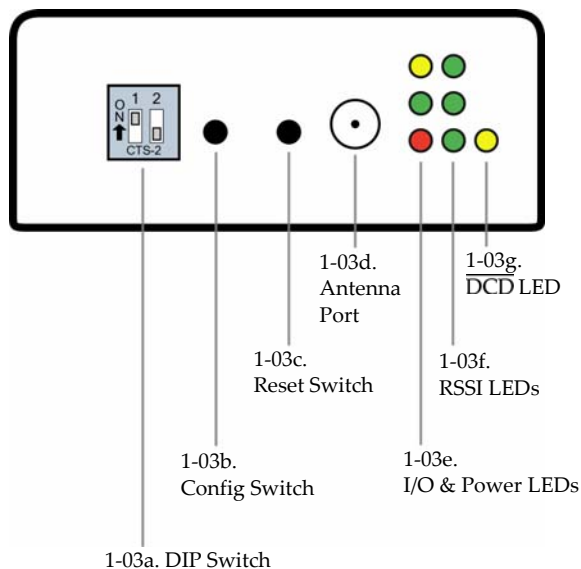 1 2
O
N
CTS-2
1-03d.
Antenna
Port
1-03g.
DCD LED
1-03c.
Reset Switch
1-03f.
RSSI LEDs
1-03b.
Config Switch
1-03e.
I/O & Power LEDs
1-03a. DIP Switch